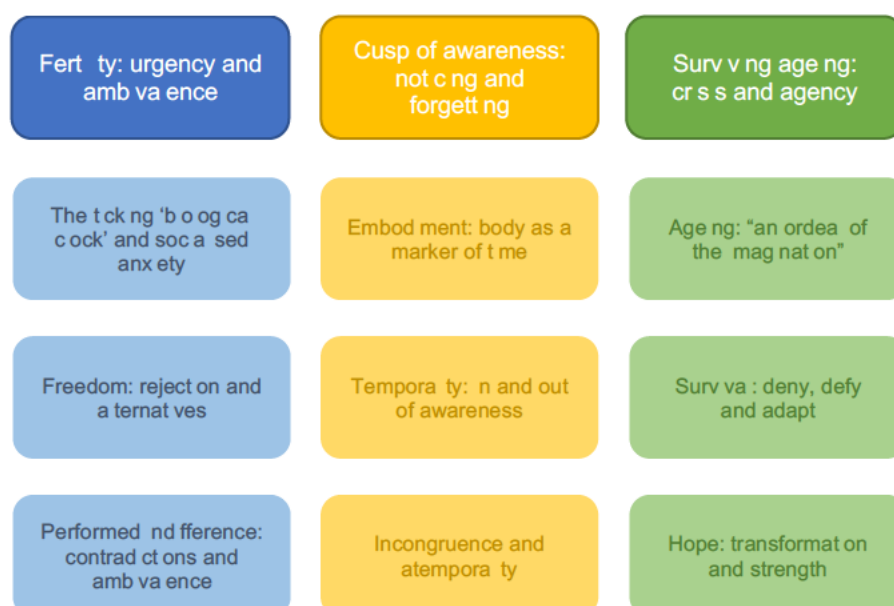 Fert ty: urgency and
amb va ence
The t ck ng ‘b o og ca
c ock’ and soc a sed
anx ety
Freedom: reject on and
a ternat ves
Performed nd fference:
contrad ct ons and
amb va ence
Cusp of awareness:
not c ng and
forgett ng
Embod ment: body as a
marker of t me
Tempora ty: n and out
of awareness
Incongruence and
atempora ty
Surv v ng age ng:
cr s s and agency
Age ng: “an ordea of
the mag nat on”
Surv va : deny, defy
and adapt
Hope: transformat on
and strength